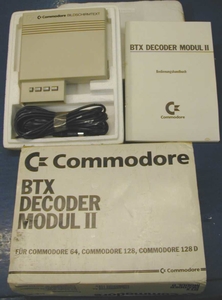 Commodore
BTX DECODER MODUL II
Commodore
Commodore
BTX
DECODER
MODUL II
FÜR COMMODORE 64, COMMODORE 128, COMMODORE 128 D